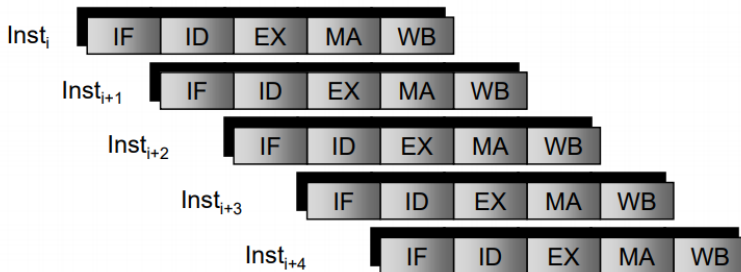 Inst_i IF ID EX MA WB
Inst_i+1 IF ID EX MA WB
Inst_i+2 IF ID EX MA WB
Inst_i+3 IF ID EX MA WB
Inst_i+4 IF ID EX MA WB